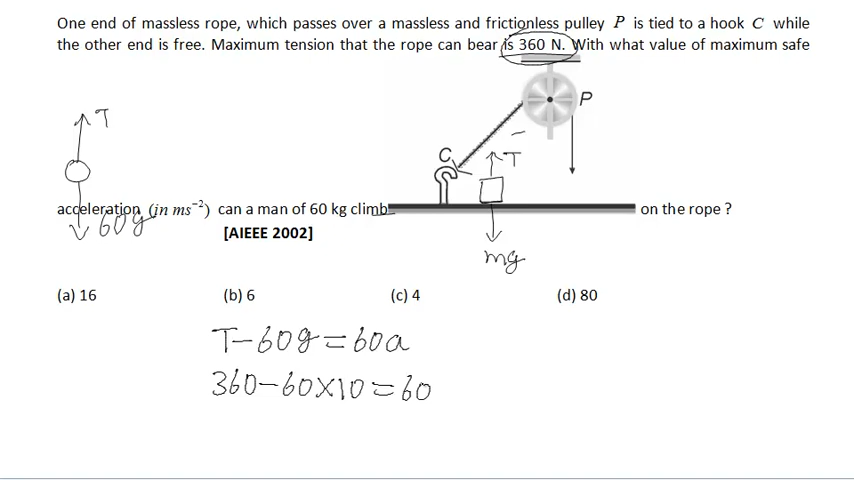 One end of massless rope, which passes over a massless and frictionless pulley P is tied to a hook C while
the other end is free. Maximum tension that the rope can bear is 360 N. With what value of maximum safe
P
T
C
T
acceleration (in ms⁻²) can a man of 60 kg climb on the rope ?
60g
[AIEEE 2002]
mg
(a) 16 (b) 6 (c) 4 (d) 80
T-60g=60a
360-60×10=60